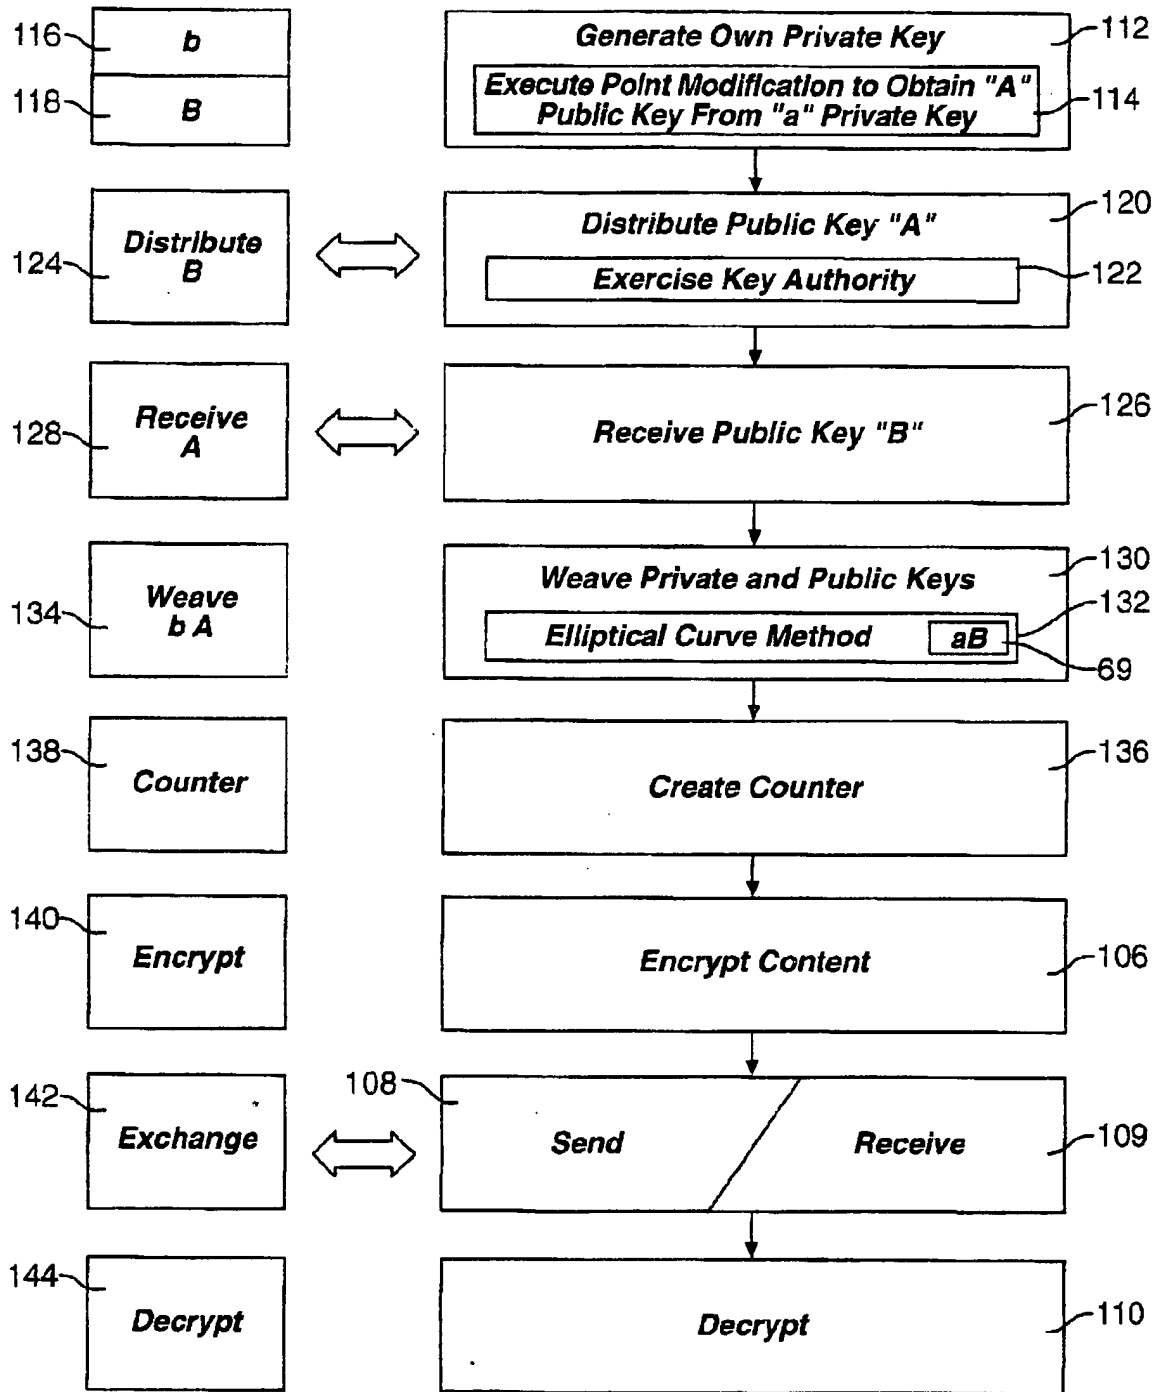 116
b
Generate Own Private Key
112
118
B
Execute Point Modification to Obtain "A"
Public Key From "a" Private Key
114
Distribute
B
124
Distribute Public Key "A"
120
Exercise Key Authority
122
Receive
A
128
Receive Public Key "B"
126
Weave
b A
134
Weave Private and Public Keys
130
Elliptical Curve Method
aB
132
69
138
Counter
Create Counter
136
140
Encrypt
Encrypt Content
106
142
Exchange
108
Send
Receive
109
144
Decrypt
Decrypt
110